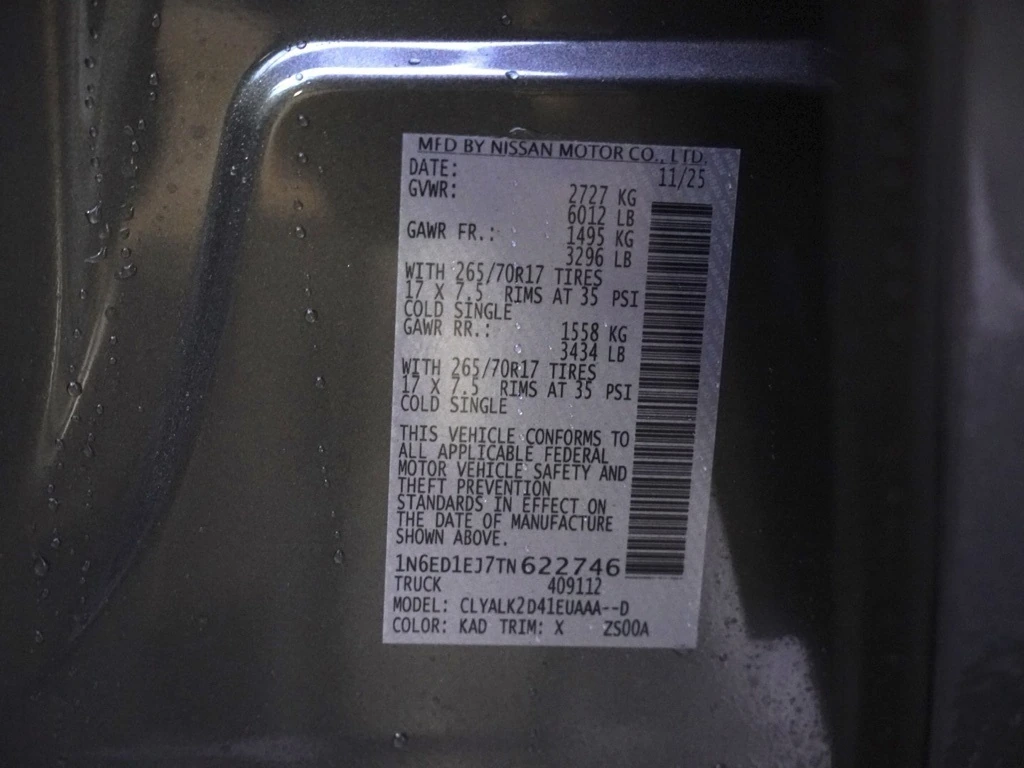 MFD BY NISSAN MOTOR CO., LTD.
DATE: 11/25
GVWR: 2727 KG
6012 LB
GAWR FR.: 1495 KG
3296 LB
WITH 265/70R17 TIRES
17 X 7.5 RIMS AT 35 PSI
COLD SINGLE
GAWR RR.: 1558 KG
3434 LB
WITH 265/70R17 TIRES
17 X 7.5 RIMS AT 35 PSI
COLD SINGLE
THIS VEHICLE CONFORMS TO
ALL APPLICABLE FEDERAL
MOTOR VEHICLE SAFETY AND
THEFT PREVENTION
STANDARDS IN EFFECT ON
THE DATE OF MANUFACTURE
SHOWN ABOVE.
1N6ED1EJ7TN622746
TRUCK 409112
MODEL: CLYALK2D41EUAAA--D
COLOR: KAD TRIM: X ZS00A